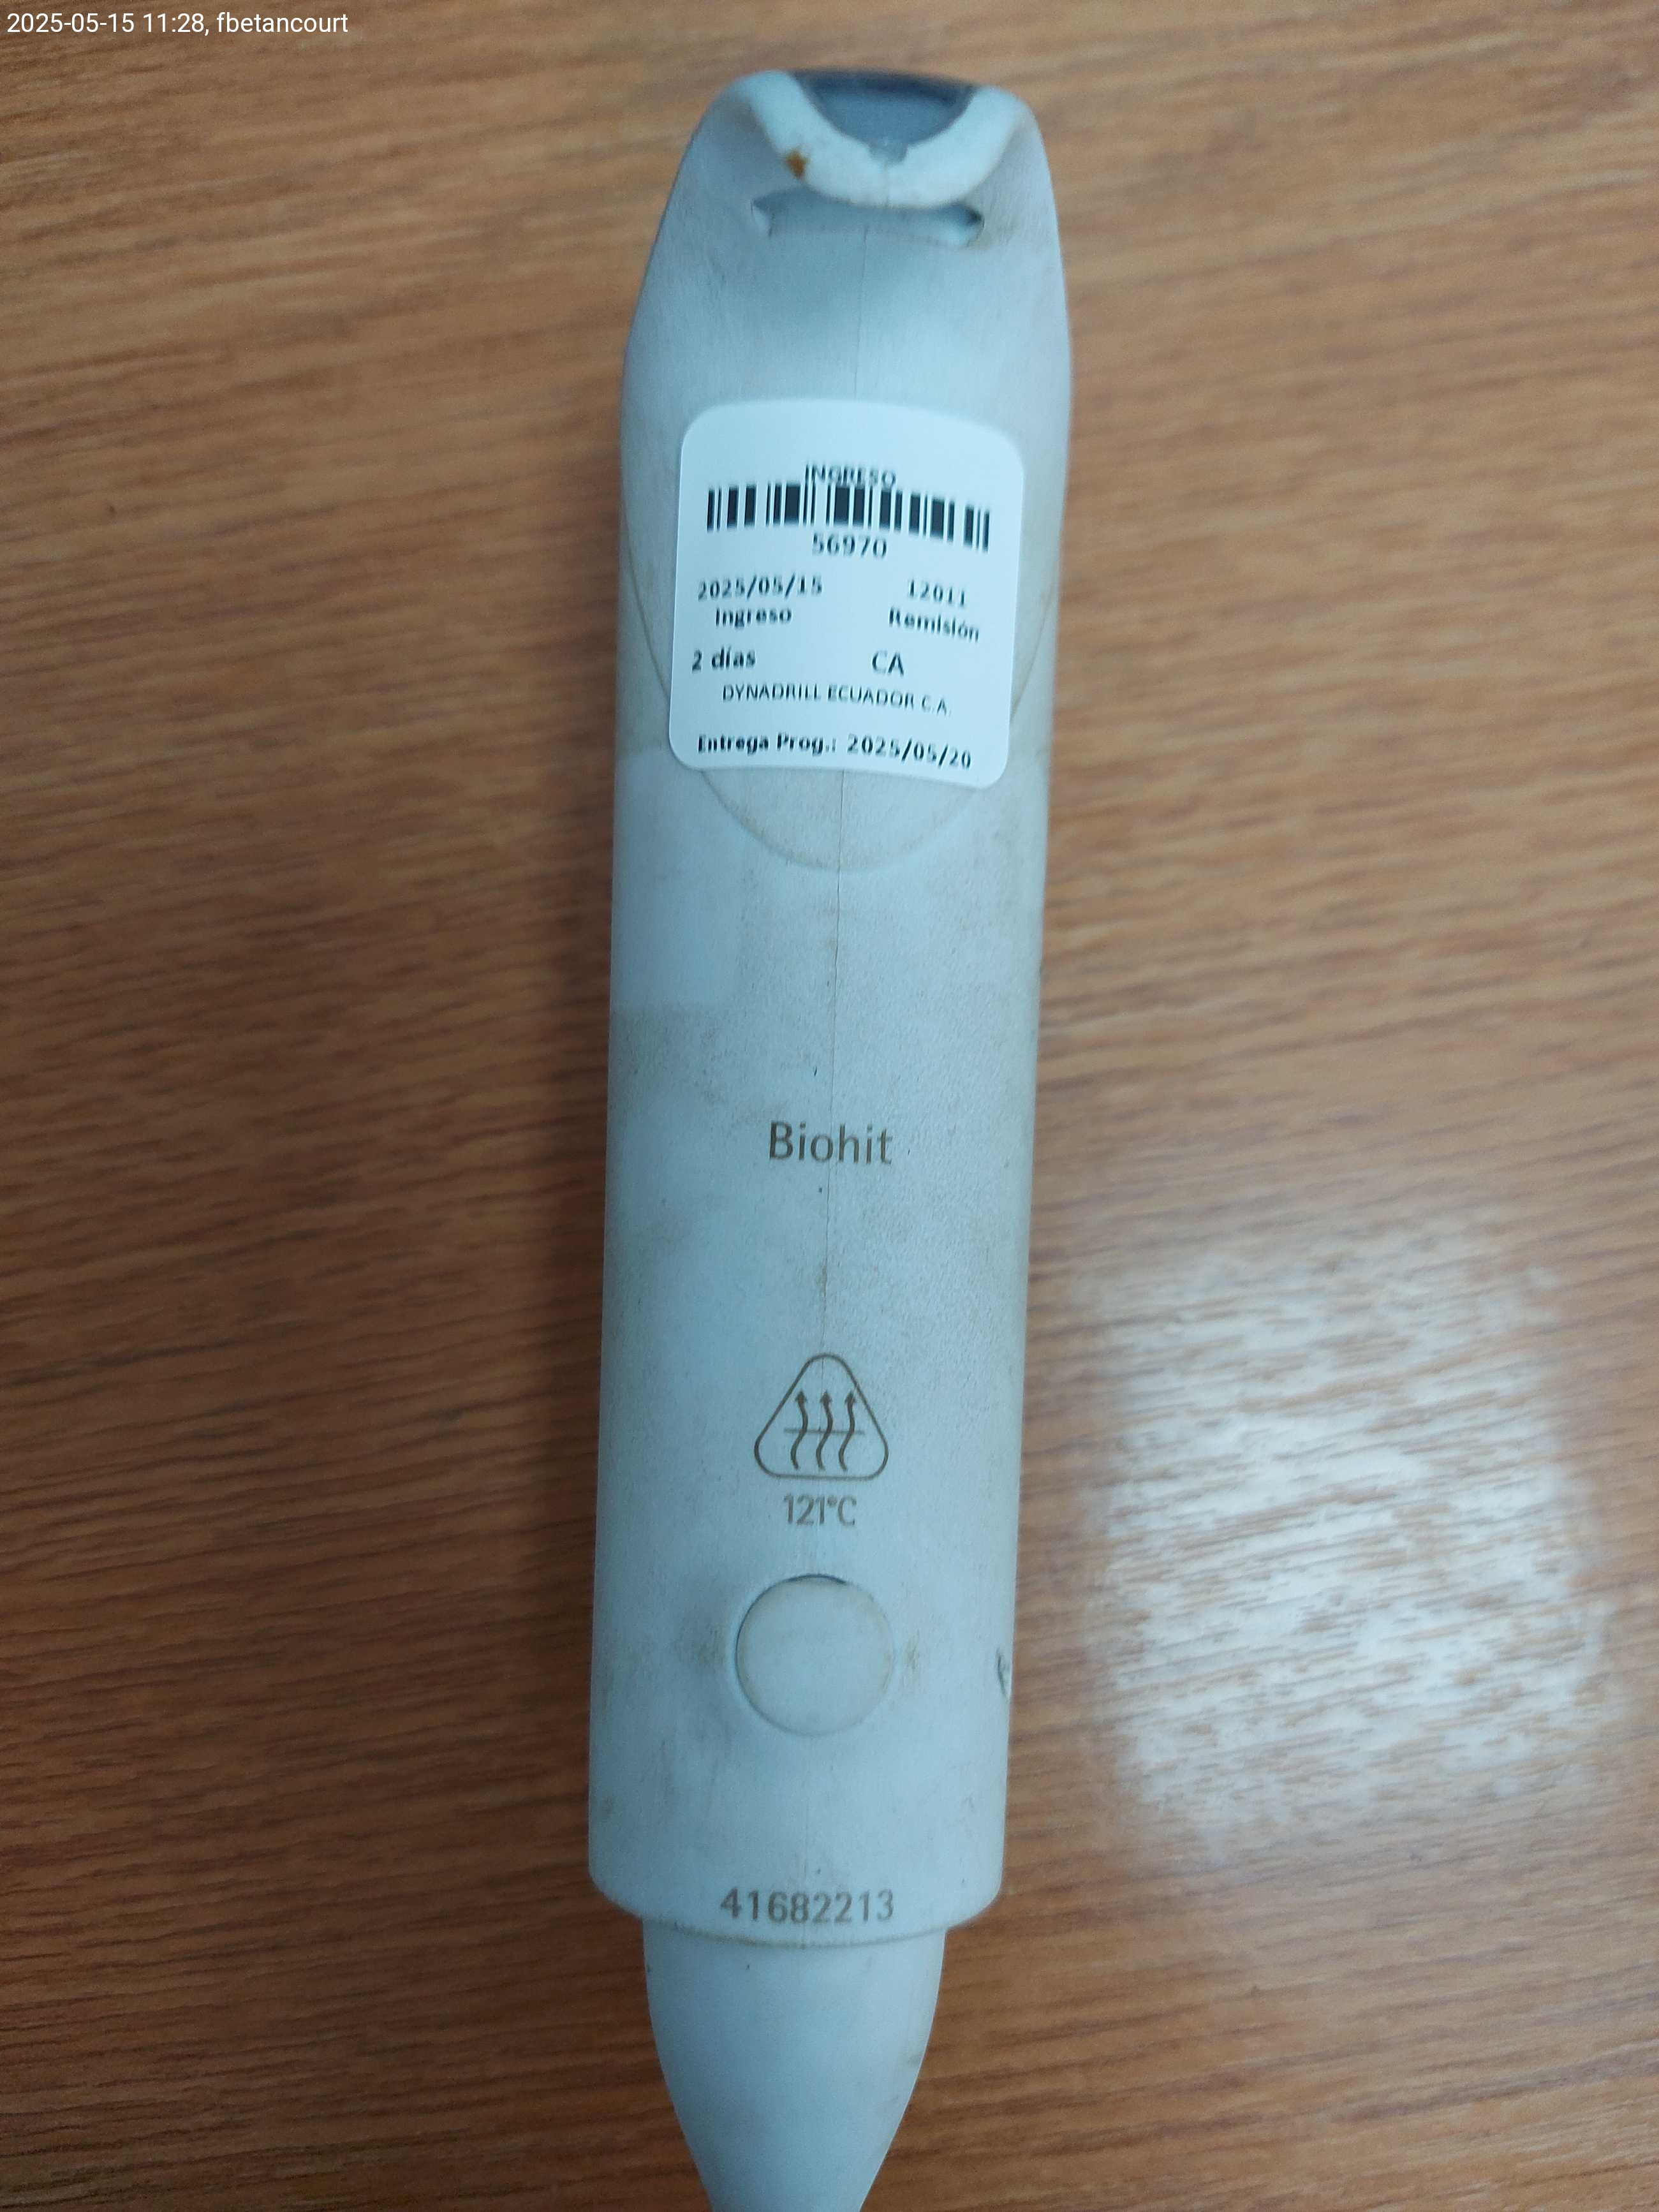 2025-05-15 11:28, fbetancourt
INGRESO
56970
2025/05/15 12011
Ingreso Remisión
2 días CA
DYNADRILL ECUADOR C.A.
Entrega Prog.: 2025/05/20
Biohit
121°C
41682213